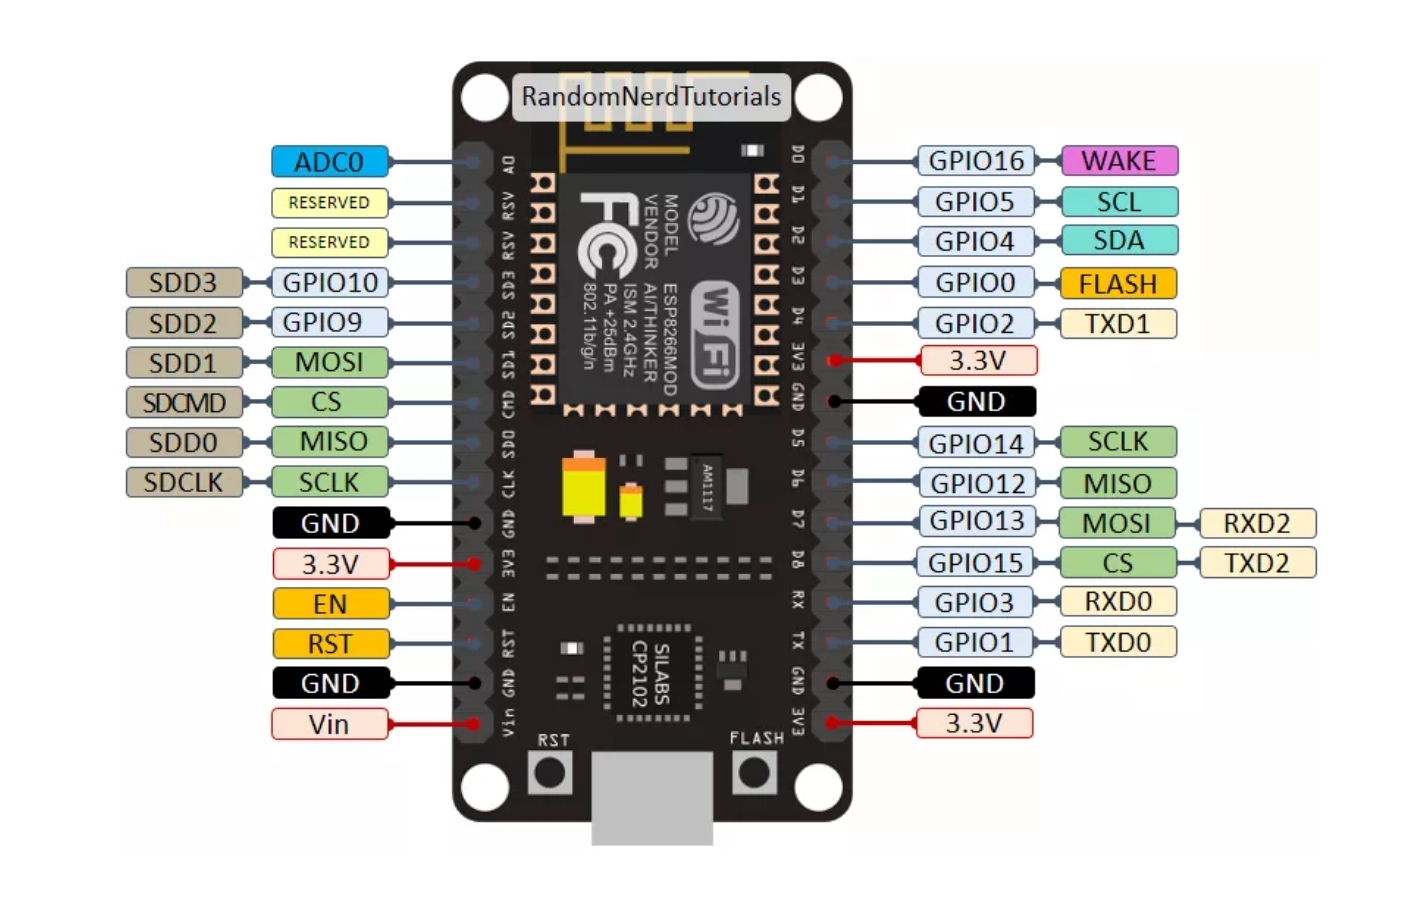 RandomNerdTutorials
ADC0
RESERVED
RESERVED
SDD3 GPIO10
SDD2 GPIO9
SDD1 MOSI
SDCMD CS
SDD0 MISO
SDCLK SCLK
GND
3.3V
EN
RST
GND
Vin
A0
RSV
RSV
SD3
SD2
SD1
CMD
SD0
CLK
GND
3V3
EN
RST
GND
Vin
FC
MODEL
VENDOR
ESP8266MOD
AI/THINKER
ISM 2.4GHz
PA +25dBm
802.11b/g/n
Wi Fi
AM1117
SILABS
CP2102
RST
FLASH
D0
D1
D2
D3
D4
3V3
GND
D5
D6
D7
D8
RX
TX
GND
3V3
GPIO16 WAKE
GPIO5 SCL
GPIO4 SDA
GPIO0 FLASH
GPIO2 TXD1
3.3V
GND
GPIO14 SCLK
GPIO12 MISO
GPIO13 MOSI RXD2
GPIO15 CS TXD2
GPIO3 RXD0
GPIO1 TXD0
GND
3.3V